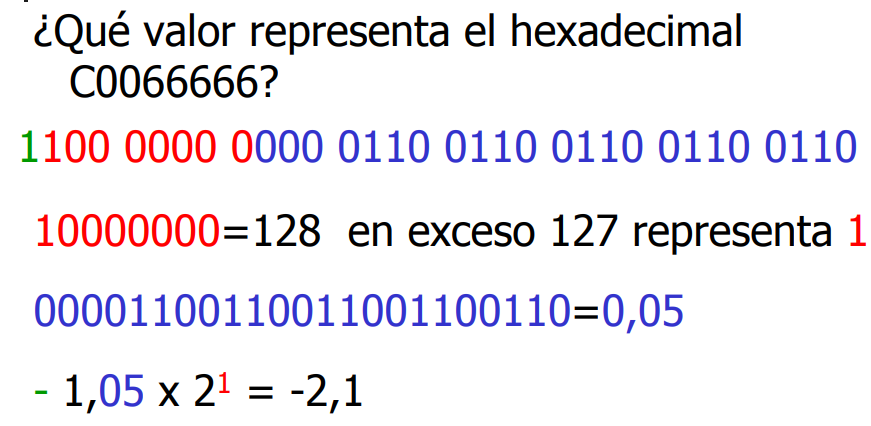 ¿Qué valor representa el hexadecimal
C0066666?
1100 0000 0000 0110 0110 0110 0110 0110
10000000=128 en exceso 127 representa 1
00001100110011001100110=0,05
- 1,05 x 2¹ = -2,1